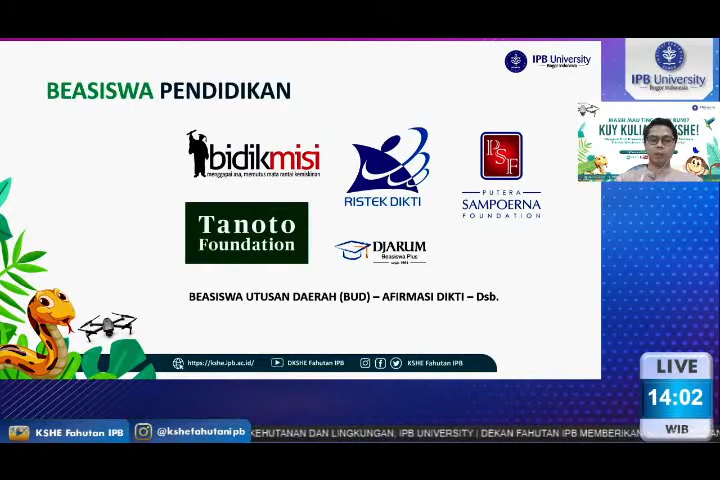 BEASISWA PENDIDIKAN
IPB University
Bogor Indonesia
IPB University
Bogor Indonesia
bidikmisi
menggapai asa, memutus mata rantai kemiskinan
RISTEK DIKTI
PSF
PUTERA
SAMPOERNA
FOUNDATION
Tanoto
Foundation
DJARUM
Beasiswa Plus
BEASISWA UTUSAN DAERAH (BUD) – AFIRMASI DIKTI – Dsb.
https://kshe.ipb.ac.id/
DKSHE Fahutan IPB
KSHE Fahutan IPB
LIVE
14:02
WIB
KSHE Fahutan IPB
@kshefahutanipb
KEHUTANAN DAN LINGKUNGAN, IPB UNIVERSITY | DEKAN FAHUTAN IPB MEMBERIKAN